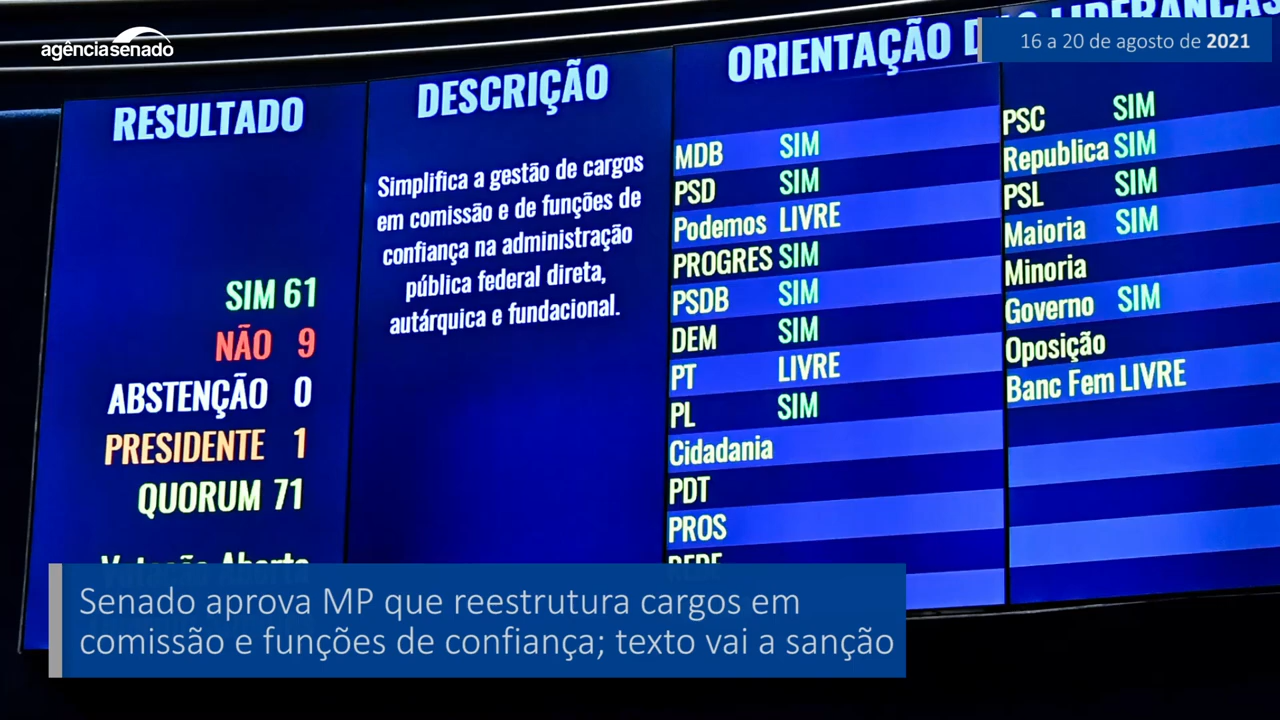 agênciasenado
16 a 20 de agosto de 2021
RESULTADO
SIM 61
NÃO 9
ABSTENÇÃO 0
PRESIDENTE 1
QUORUM 71
Votação Aberta
DESCRIÇÃO
Simplifica a gestão de cargos
em comissão e de funções de
confiança na administração
pública federal direta,
autárquica e fundacional.
ORIENTAÇÃO LIDERANÇAS
MDB SIM
PSD SIM
Podemos LIVRE
PROGRES SIM
PSDB SIM
DEM SIM
PT LIVRE
PL SIM
Cidadania
PDT
PROS
REDE
PSC SIM
Republica SIM
PSL SIM
Maioria SIM
Minoria
Governo SIM
Oposição
Banc Fem LIVRE
Senado aprova MP que reestrutura cargos em
comissão e funções de confiança; texto vai a sanção